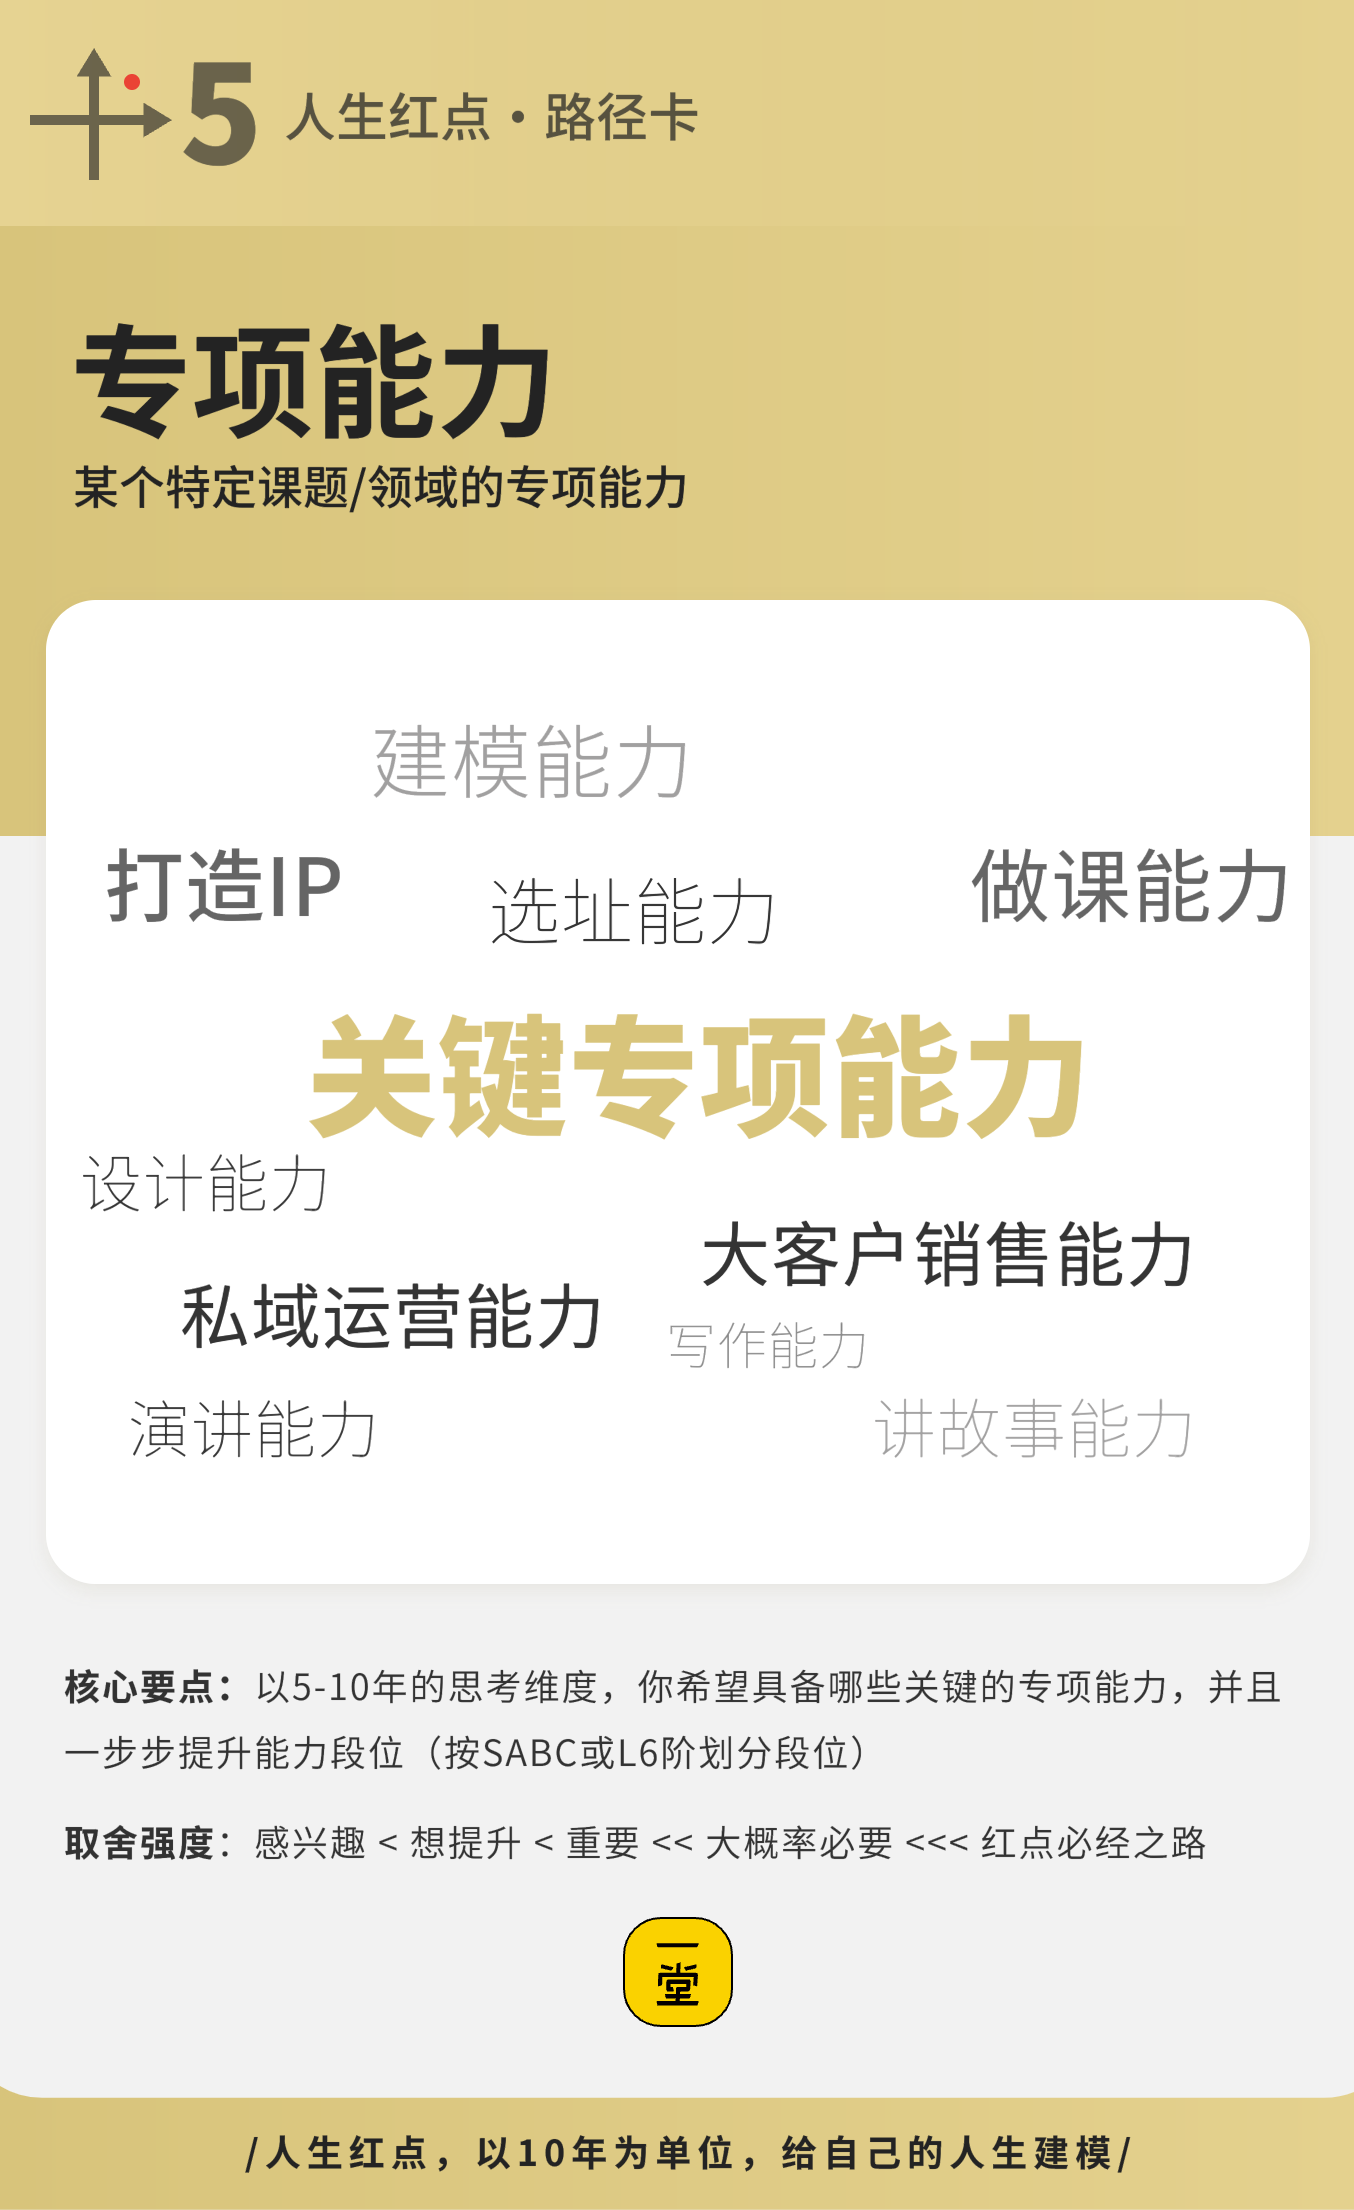 5 人生红点·路径卡
专项能力
某个特定课题/领域的专项能力
建模能力
打造IP
选址能力
做课能力
关键专项能力
设计能力
大客户销售能力
私域运营能力
写作能力
演讲能力
讲故事能力
核心要点：以5-10年的思考维度，你希望具备哪些关键的专项能力，并且
一步步提升能力段位（按SABC或L6阶划分段位）
取舍强度：感兴趣 < 想提升 < 重要 << 大概率必要 <<< 红点必经之路
一
堂
/人生红点，以10年为单位，给自己的人生建模/